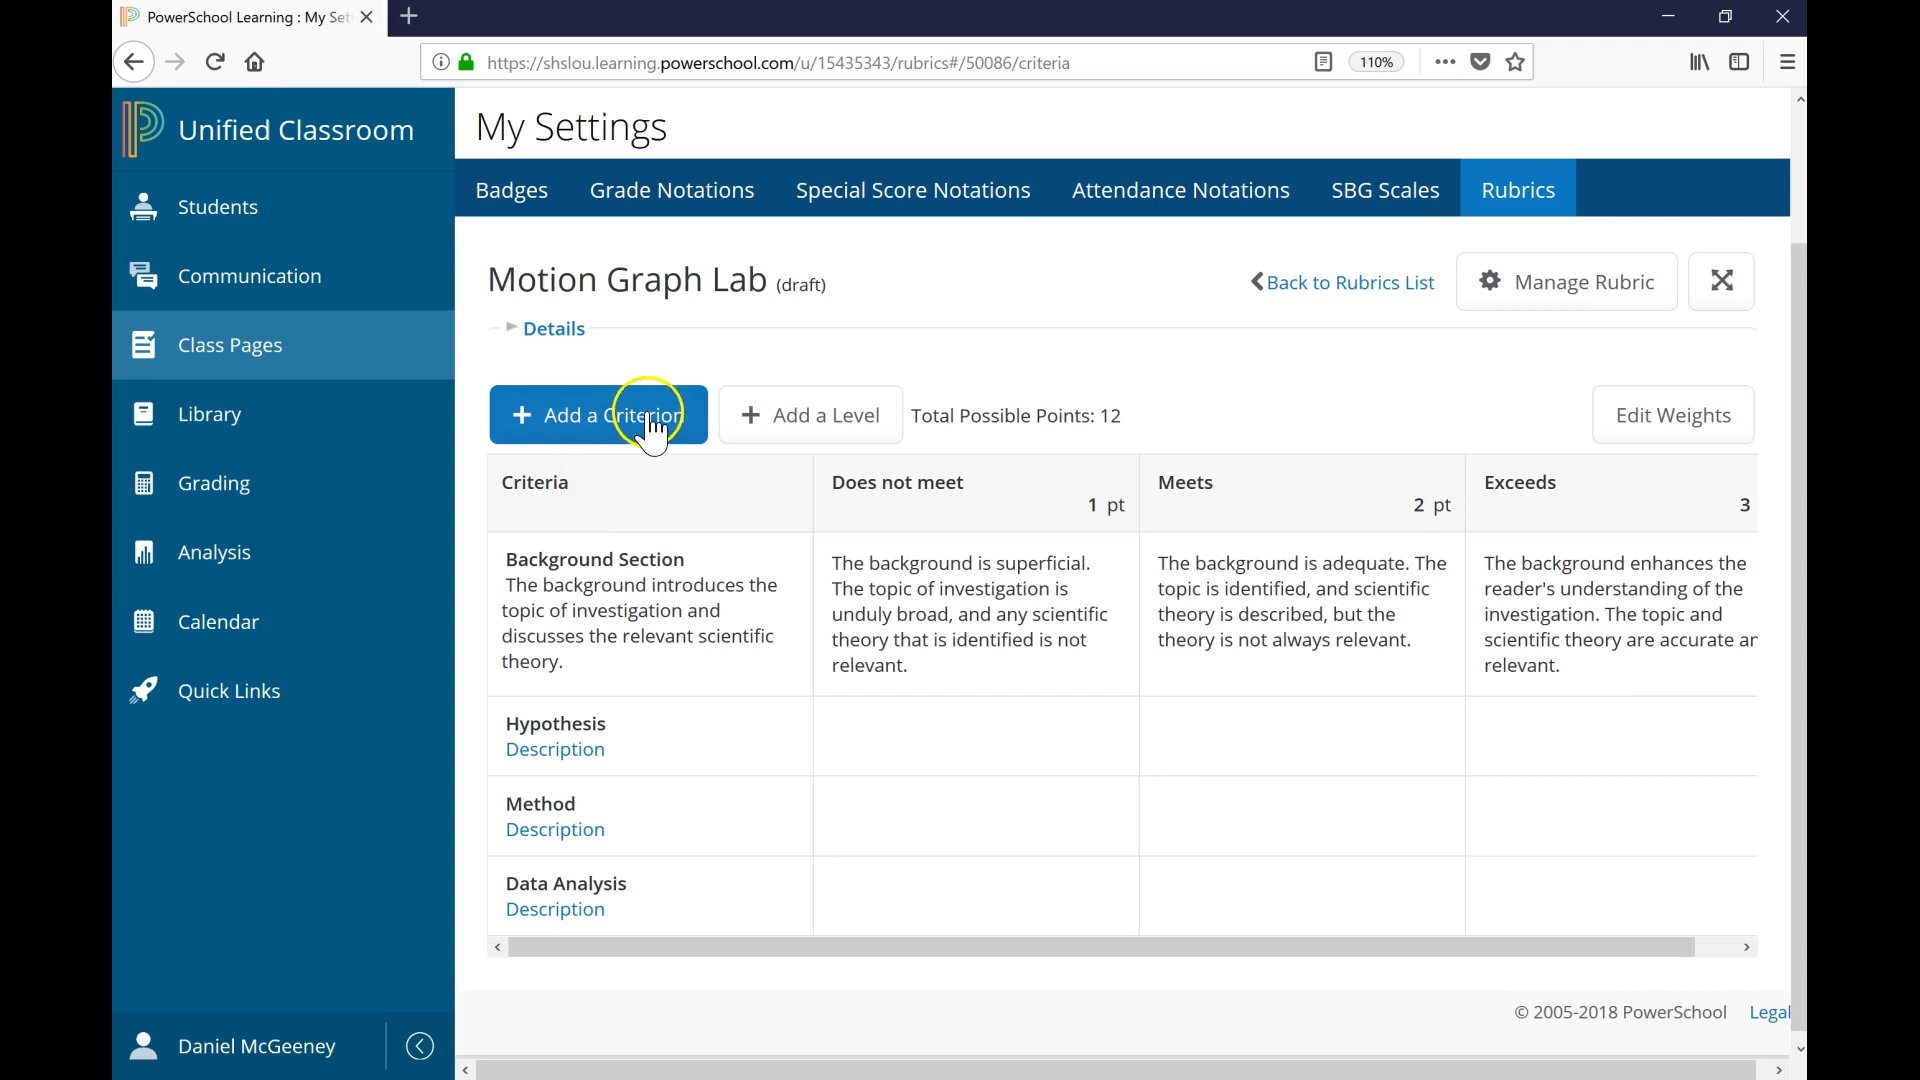 PowerSchool Learning : My Set
https://shslou.learning.powerschool.com/u/15435343/rubrics#/50086/criteria
110%
Unified Classroom
Students
Communication
Class Pages
Library
Grading
Analysis
Calendar
Quick Links
Daniel McGeeney
My Settings
Badges
Grade Notations
Special Score Notations
Attendance Notations
SBG Scales
Rubrics
Motion Graph Lab (draft)
Back to Rubrics List
Manage Rubric
Details
Add a Criterion
Add a Level
Total Possible Points: 12
Edit Weights
Criteria
Does not meet
1 pt
Meets
2 pt
Exceeds
3
Background Section
The background introduces the
topic of investigation and
discusses the relevant scientific
theory.
The background is superficial.
The topic of investigation is
unduly broad, and any scientific
theory that is identified is not
relevant.
The background is adequate. The
topic is identified, and scientific
theory is described, but the
theory is not always relevant.
The background enhances the
reader's understanding of the
investigation. The topic and
scientific theory are accurate an
relevant.
Hypothesis
Description
Method
Description
Data Analysis
Description
© 2005-2018 PowerSchool
Legal